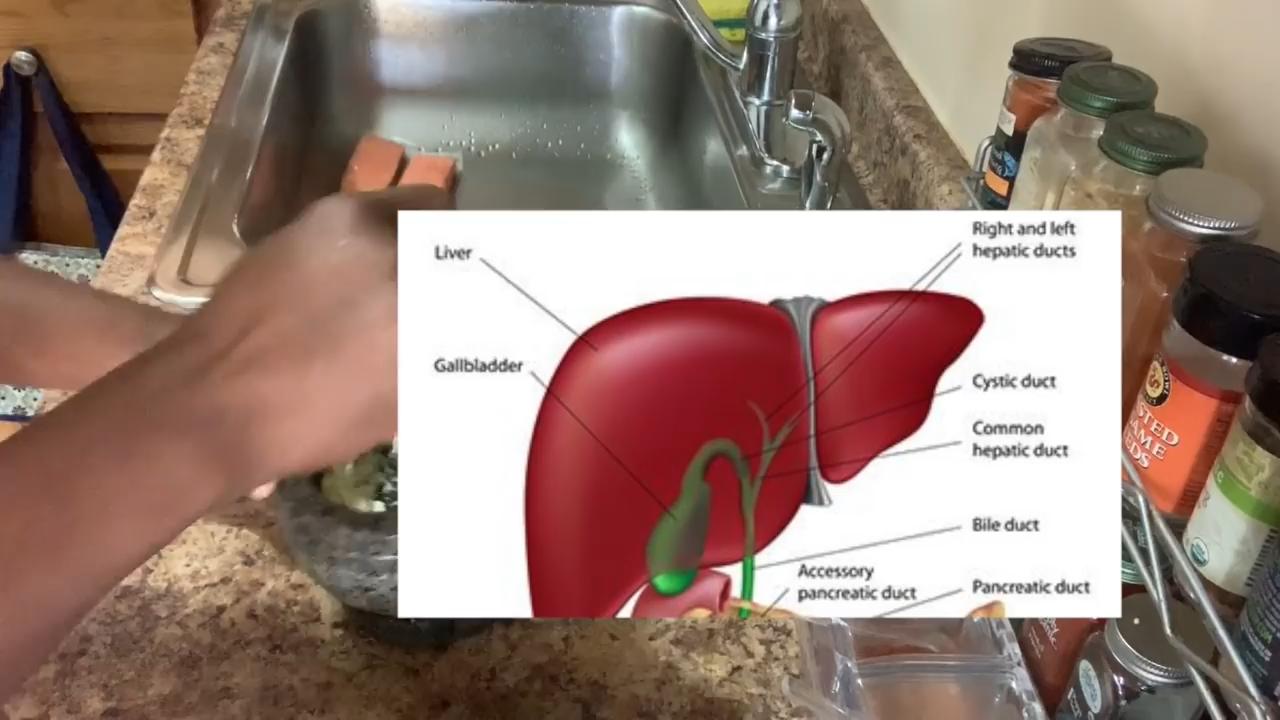 Right and left
hepatic ducts
Liver
Gallbladder
Cystic duct
Common
hepatic duct
Bile duct
Accessory
pancreatic duct
Pancreatic duct
STED
AME
EDS